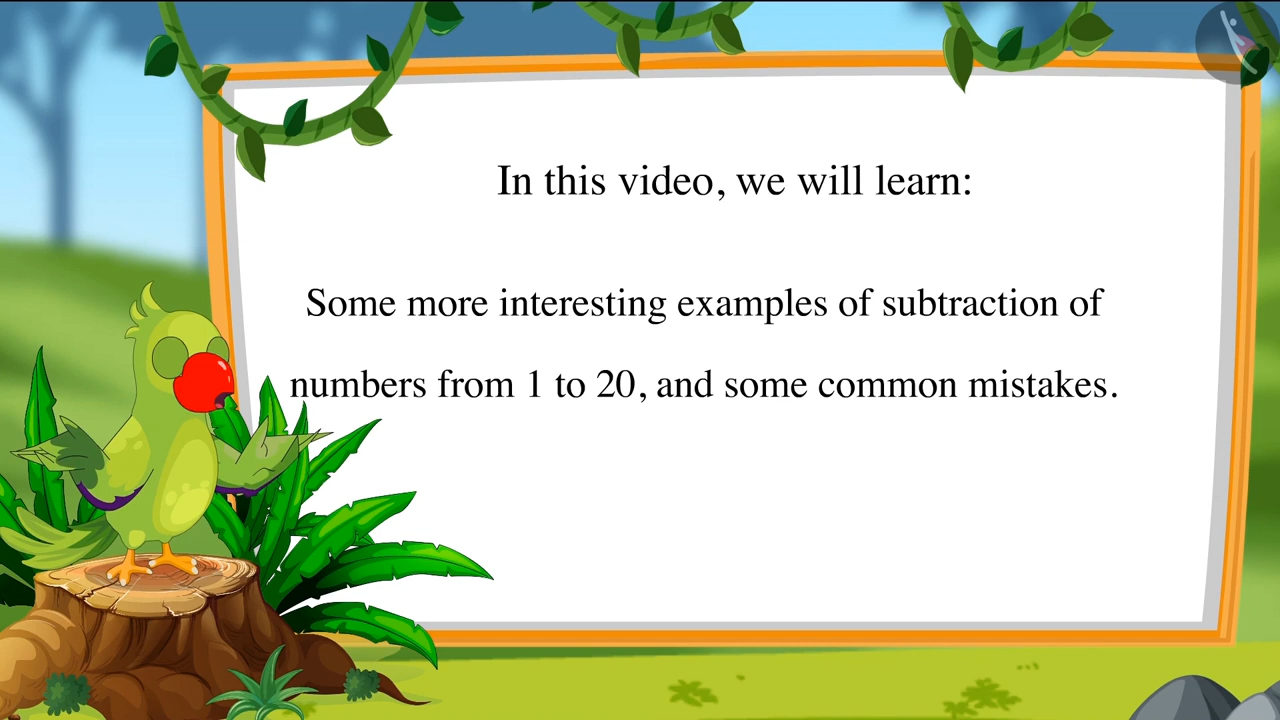 In this video, we will learn:
Some more interesting examples of subtraction of
numbers from 1 to 20, and some common mistakes.